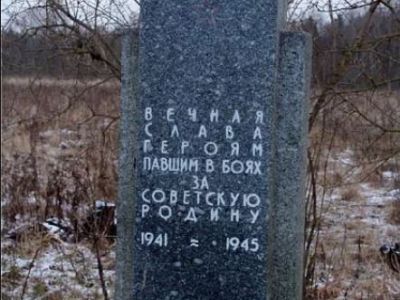 ВЕЧНАЯ
СЛАВА
ГЕРОЯМ
ПАВШИМ В БОЯХ
ЗА
СОВЕТСКУЮ
РОДИНУ
1941 ≈ 1945